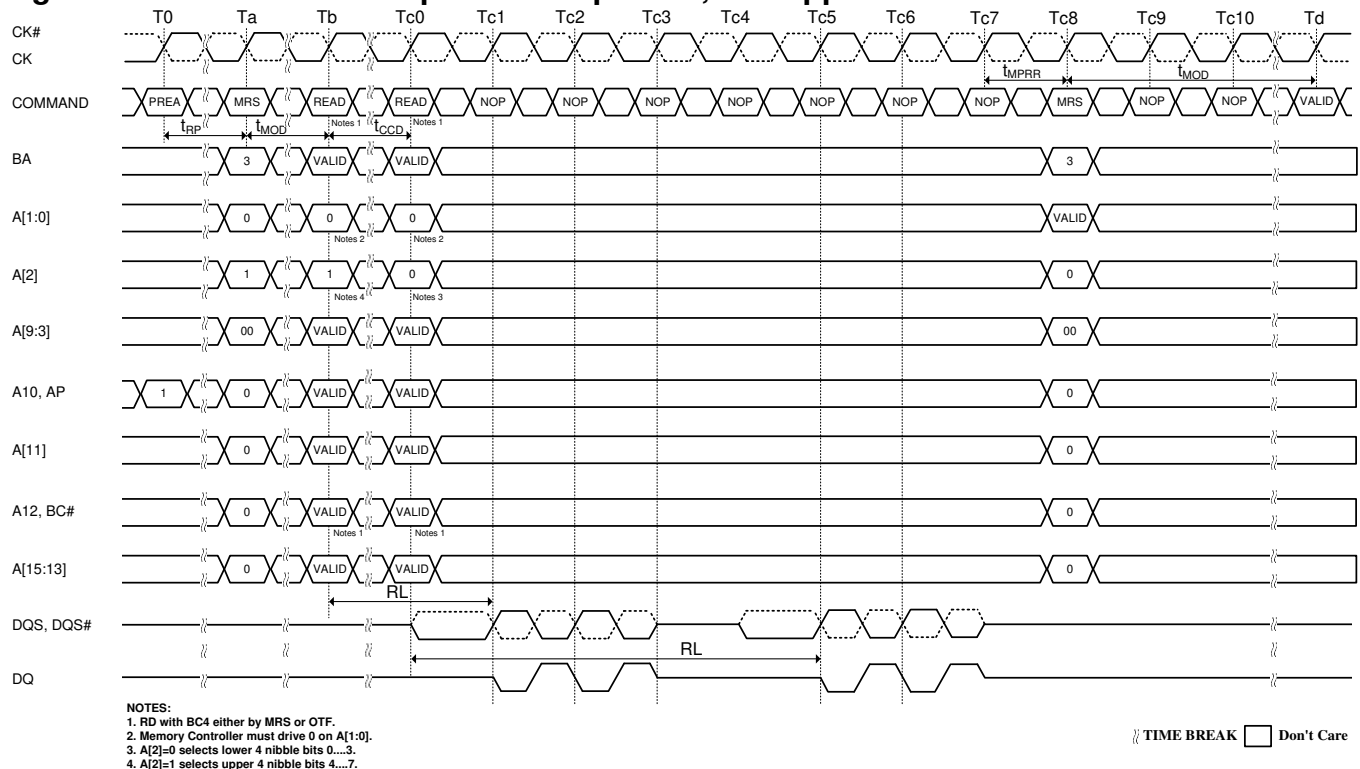 T0 Ta Tb Tc0 Tc1 Tc2 Tc3 Tc4 Tc5 Tc6 Tc7 Tc8 Tc9 Tc10 Td
CK#
CK
tMPRR tMOD
COMMAND PREA MRS READ READ NOP NOP NOP NOP NOP NOP NOP MRS NOP NOP VALID
Notes 1 Notes 1
tRP tMOD tCCD
BA 3 VALID VALID 3
A[1:0] 0 0 0 VALID
Notes 2 Notes 2
A[2] 1 1 0 0
Notes 4 Notes 3
A[9:3] 00 VALID VALID 00
A10, AP 1 0 VALID VALID 0
A[11] 0 VALID VALID 0
A12, BC# 0 VALID VALID 0
Notes 1 Notes 1
A[15:13] 0 VALID VALID 0
RL
DQS, DQS#
RL
DQ
NOTES:
1. RD with BC4 either by MRS or OTF.
2. Memory Controller must drive 0 on A[1:0].
3. A[2]=0 selects lower 4 nibble bits 0....3.
4. A[2]=1 selects upper 4 nibble bits 4....7.
TIME BREAK Don't Care